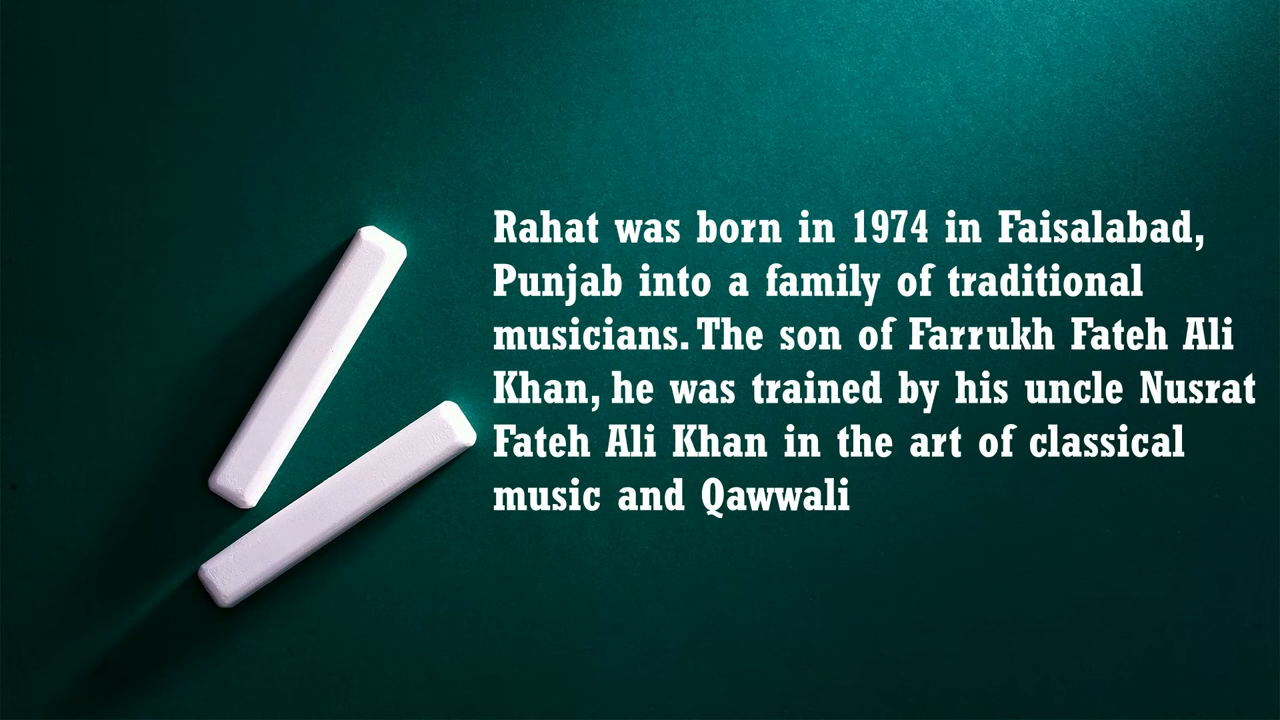 Rahat was born in 1974 in Faisalabad,
Punjab into a family of traditional
musicians. The son of Farrukh Fateh Ali
Khan, he was trained by his uncle Nusrat
Fateh Ali Khan in the art of classical
music and Qawwali